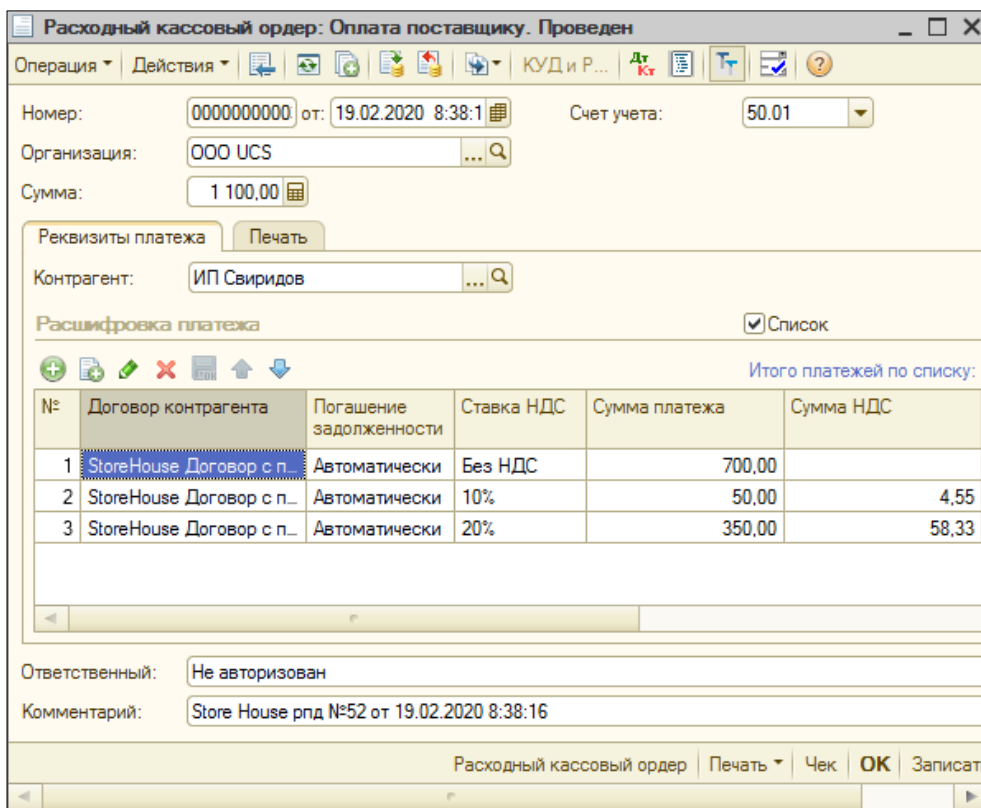 Расходный кассовый ордер: Оплата поставщику. Проведен
Операция Действия КУД и Р... Дт Кт Тт
Номер: 0000000000 от: 19.02.2020 8:38:1 Счет учета: 50.01
Организация: ООО UCS ...
Сумма: 1 100,00
Реквизиты платежа Печать
Контрагент: ИП Свиридов ...
Расшифровка платежа Список
Итого платежей по списку:
№ Договор контрагента Погашение задолженности Ставка НДС Сумма платежа Сумма НДС
1 StoreHouse Договор с п... Автоматически Без НДС 700,00
2 StoreHouse Договор с п... Автоматически 10% 50,00 4,55
3 StoreHouse Договор с п... Автоматически 20% 350,00 58,33
Ответственный: Не авторизован
Комментарий: Store House рпд №52 от 19.02.2020 8:38:16
Расходный кассовый ордер Печать Чек OK Записат